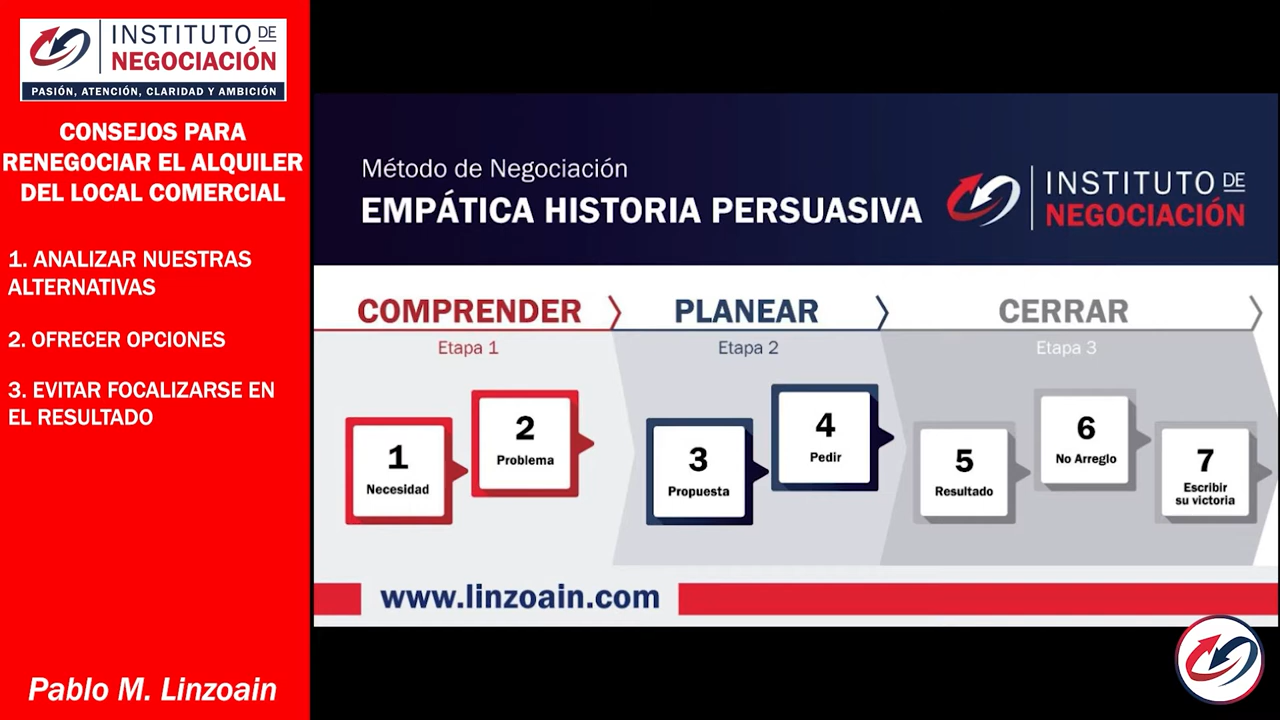 INSTITUTO DE
NEGOCIACIÓN
PASIÓN, ATENCIÓN, CLARIDAD Y AMBICIÓN
CONSEJOS PARA
RENEGOCIAR EL ALQUILER
DEL LOCAL COMERCIAL
1. ANALIZAR NUESTRAS
ALTERNATIVAS
2. OFRECER OPCIONES
3. EVITAR FOCALIZARSE EN
EL RESULTADO
Pablo M. Linzoain
Método de Negociación
EMPÁTICA HISTORIA PERSUASIVA
INSTITUTO DE
NEGOCIACIÓN
COMPRENDER
Etapa 1
PLANEAR
Etapa 2
CERRAR
Etapa 3
1
Necesidad
2
Problema
3
Propuesta
4
Pedir
5
Resultado
6
No Arreglo
7
Escribir
su victoria
www.linzoain.com